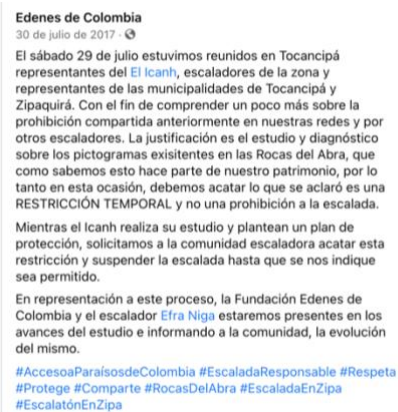 Edenes de Colombia
30 de julio de 2017 ·
El sábado 29 de julio estuvimos reunidos en Tocancipá
representantes del El Icanh, escaladores de la zona y
representantes de las municipalidades de Tocancipá y
Zipaquirá. Con el fin de comprender un poco más sobre la
prohibición compartida anteriormente en nuestras redes y por
otros escaladores. La justificación es el estudio y diagnóstico
sobre los pictogramas exisitentes en las Rocas del Abra, que
como sabemos esto hace parte de nuestro patrimonio, por lo
tanto en esta ocasión, debemos acatar lo que se aclaró es una
RESTRICCIÓN TEMPORAL y no una prohibición a la escalada.
Mientras el Icanh realiza su estudio y plantean un plan de
protección, solicitamos a la comunidad escaladora acatar esta
restricción y suspender la escalada hasta que se nos indique
sea permitido.
En representación a este proceso, la Fundación Edenes de
Colombia y el escalador Efra Niga estaremos presentes en los
avances del estudio e informando a la comunidad, la evolución
del mismo.
#AccesoaParaísosdeColombia #EscaladaResponsable #Respeta
#Protege #Comparte #RocasDelAbra #EscaladaEnZipa
#EscalatónEnZipa